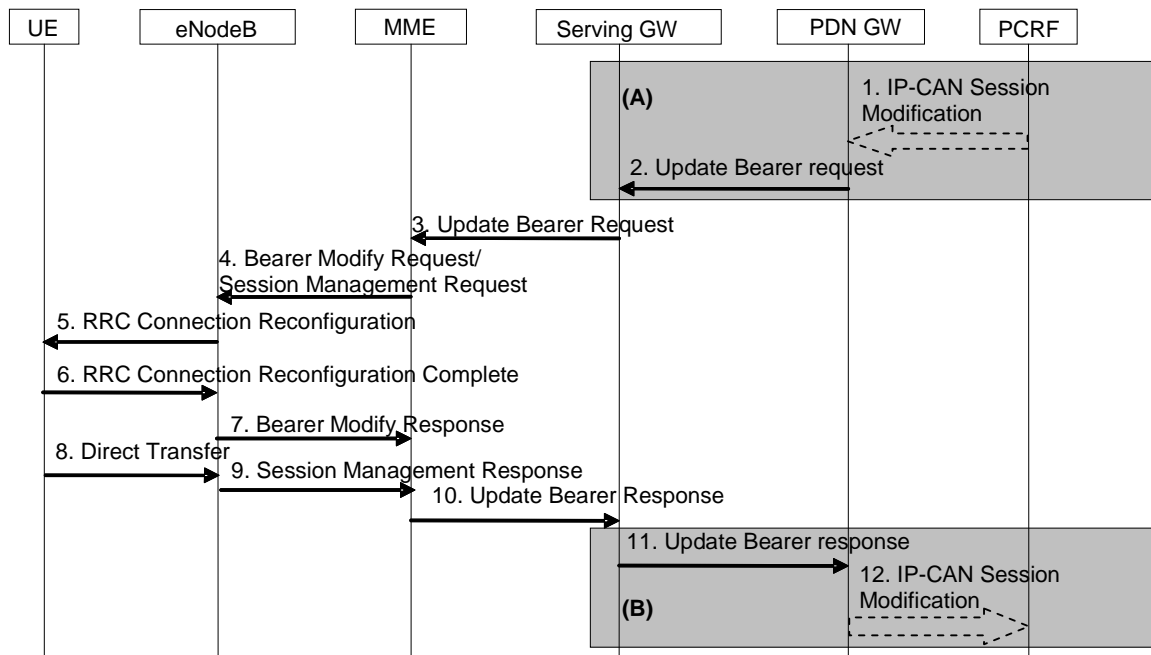 UE
eNodeB
MME
Serving GW
PDN GW
PCRF
(A)
1. IP-CAN Session
Modification
2. Update Bearer request
3. Update Bearer Request
4. Bearer Modify Request/
Session Management Request
5. RRC Connection Reconfiguration
6. RRC Connection Reconfiguration Complete
7. Bearer Modify Response
8. Direct Transfer
9. Session Management Response
10. Update Bearer Response
11. Update Bearer response
12. IP-CAN Session
Modification
(B)